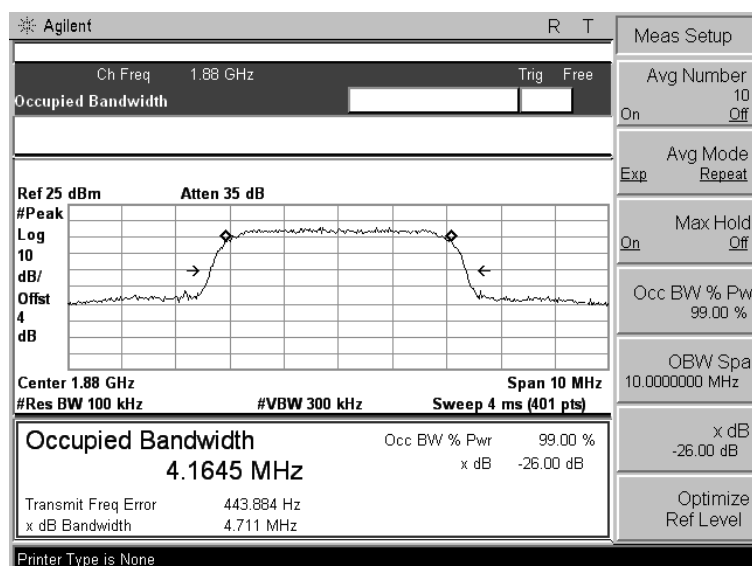 Agilent R T
Ch Freq 1.88 GHz Trig Free
Occupied Bandwidth
Ref 25 dBm Atten 35 dB
#Peak
Log
10
dB/
Offst
4
dB
Center 1.88 GHz Span 10 MHz
#Res BW 100 kHz #VBW 300 kHz Sweep 4 ms (401 pts)
Occupied Bandwidth
4.1645 MHz
Occ BW % Pwr 99.00 %
x dB -26.00 dB
Transmit Freq Error 443.884 Hz
x dB Bandwidth 4.711 MHz
Printer Type is None
Meas Setup
Avg Number
10
On Off
Avg Mode
Exp Repeat
Max Hold
On Off
Occ BW % Pw
99.00 %
OBW Spa
10.0000000 MHz
x dB
-26.00 dB
Optimize
Ref Level